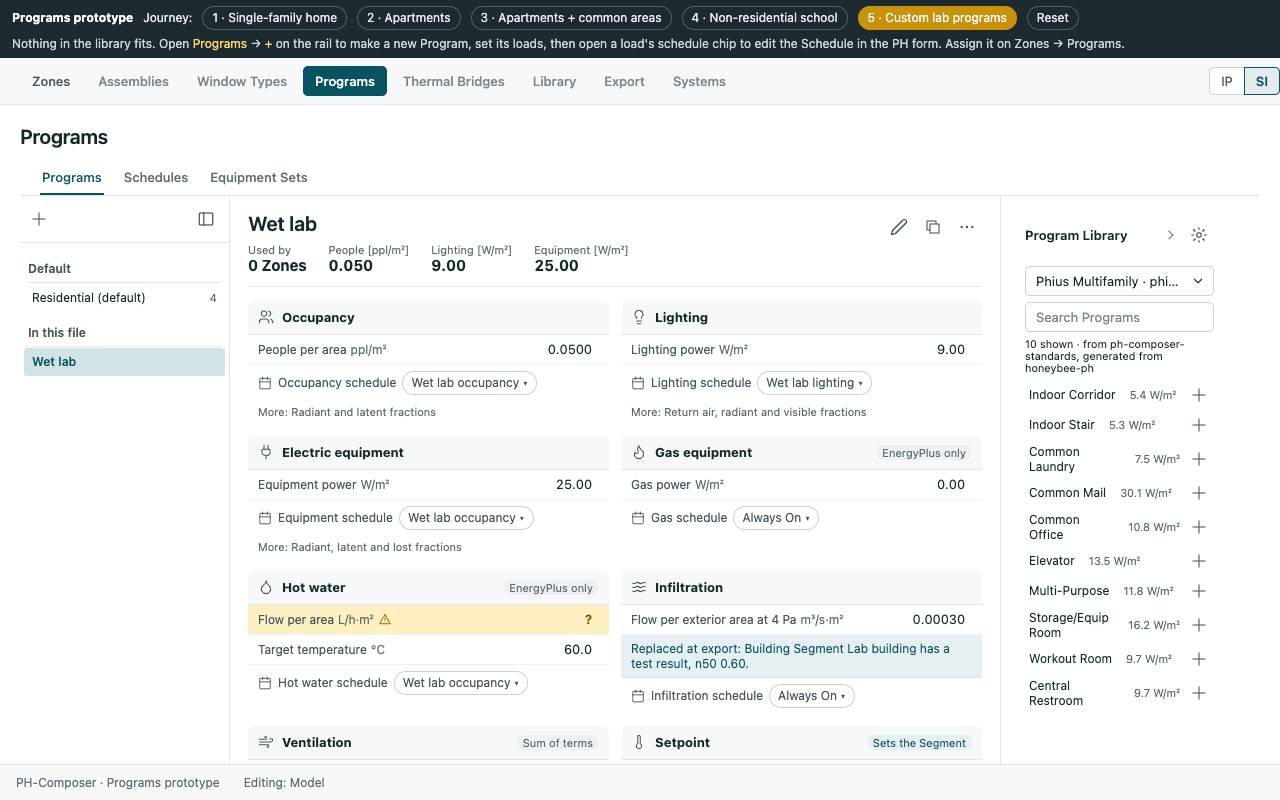 Programs prototype Journey: 1 · Single-family home 2 · Apartments 3 · Apartments + common areas 4 · Non-residential school 5 · Custom lab programs Reset
Nothing in the library fits. Open Programs → + on the rail to make a new Program, set its loads, then open a load's schedule chip to edit the Schedule in the PH form. Assign it on Zones → Programs.
Zones Assemblies Window Types Programs Thermal Bridges Library Export Systems IP SI
Programs
Programs Schedules Equipment Sets
Default
Residential (default) 4
In this file
Wet lab
Wet lab
Used by People [ppl/m²] Lighting [W/m²] Equipment [W/m²]
0 Zones 0.050 9.00 25.00
Occupancy
People per area ppl/m² 0.0500
Occupancy schedule Wet lab occupancy ▾
More: Radiant and latent fractions
Lighting
Lighting power W/m² 9.00
Lighting schedule Wet lab lighting ▾
More: Return air, radiant and visible fractions
Electric equipment
Equipment power W/m² 25.00
Equipment schedule Wet lab occupancy ▾
More: Radiant, latent and lost fractions
Gas equipment EnergyPlus only
Gas power W/m² 0.00
Gas schedule Always On ▾
Hot water EnergyPlus only
Flow per area L/h·m² ⚠ ?
Target temperature °C 60.0
Hot water schedule Wet lab occupancy ▾
Infiltration
Flow per exterior area at 4 Pa m³/s·m² 0.00030
Replaced at export: Building Segment Lab building has a
test result, n50 0.60.
Infiltration schedule Always On ▾
Ventilation Sum of terms
Setpoint Sets the Segment
Program Library
Phius Multifamily · phi...
Search Programs
10 shown · from ph-composer-
standards, generated from
honeybee-ph
Indoor Corridor 5.4 W/m²
Indoor Stair 5.3 W/m²
Common
Laundry 7.5 W/m²
Common Mail 30.1 W/m²
Common
Office 10.8 W/m²
Elevator 13.5 W/m²
Multi-Purpose 11.8 W/m²
Storage/Equip
Room 16.2 W/m²
Workout Room 9.7 W/m²
Central
Restroom 9.7 W/m²
PH-Composer · Programs prototype Editing: Model